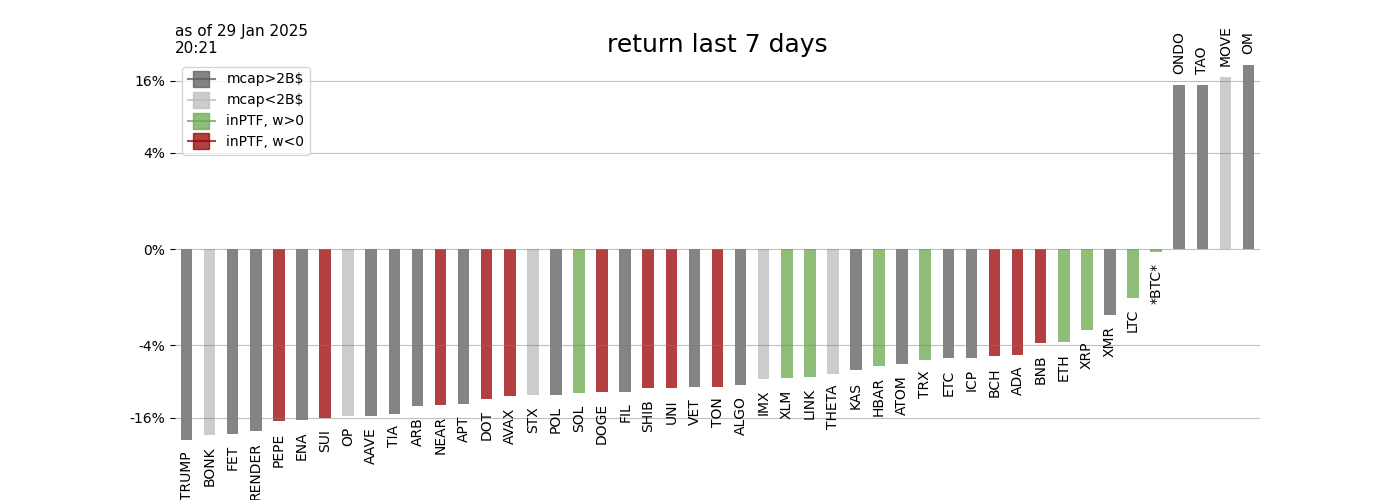 as of 29 Jan 2025
20:21
return last 7 days
mcap>2B$
mcap<2B$
inPTF, w>0
inPTF, w<0
16%
4%
0%
-4%
-16%
TRUMP
BONK
FET
RENDER
PEPE
ENA
SUI
OP
AAVE
TIA
ARB
NEAR
APT
DOT
AVAX
STX
POL
SOL
DOGE
FIL
SHIB
UNI
VET
TON
ALGO
IMX
XLM
LINK
THETA
KAS
HBAR
ATOM
TRX
ETC
ICP
BCH
ADA
BNB
ETH
XRP
XMR
LTC
*BTC*
ONDO
TAO
MOVE
OM